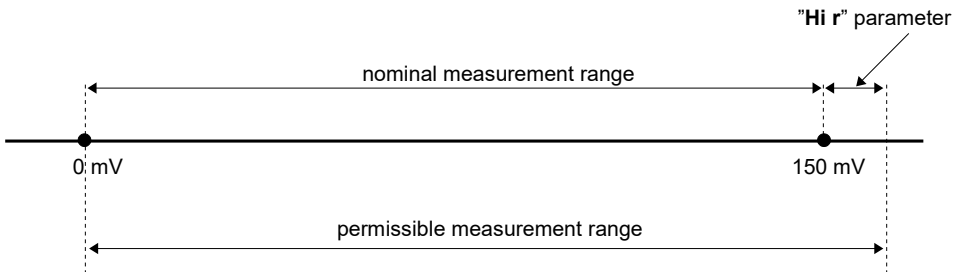 ”Hi r” parameter
nominal measurement range
0 mV
150 mV
permissible measurement range